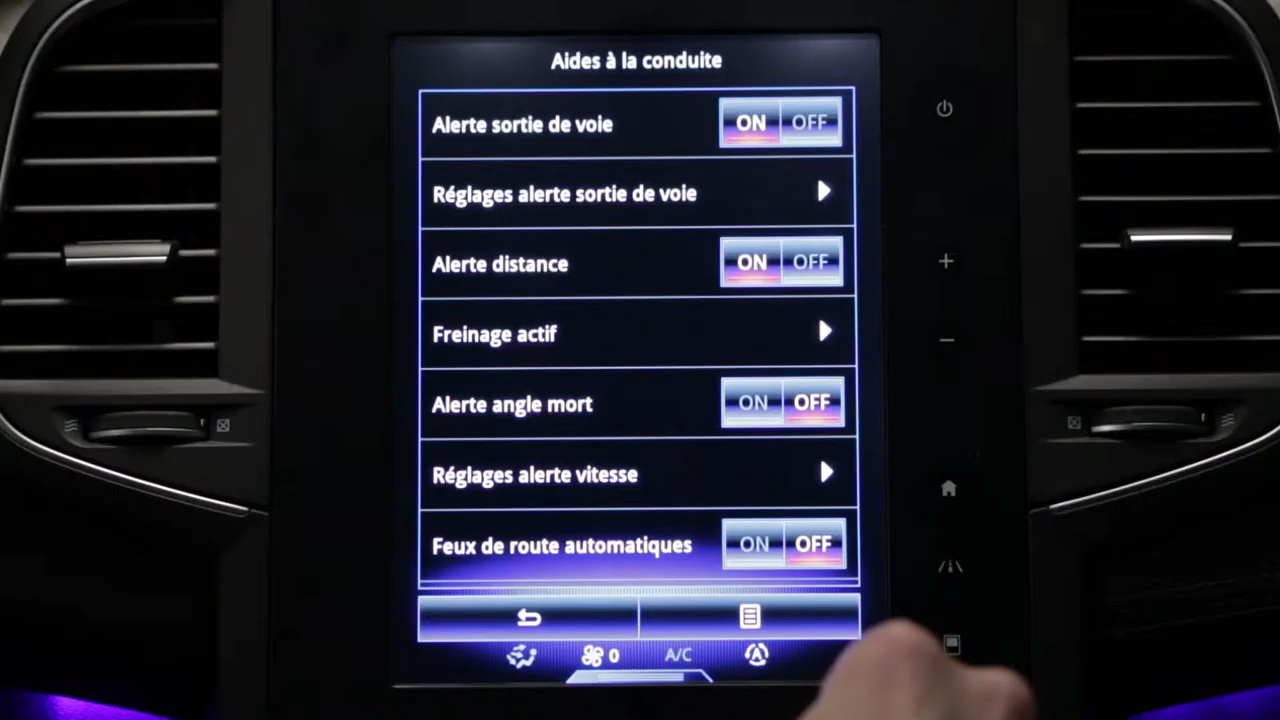 Aides à la conduite
Alerte sortie de voie ON OFF
Réglages alerte sortie de voie
Alerte distance ON OFF
Freinage actif
Alerte angle mort ON OFF
Réglages alerte vitesse
Feux de route automatiques ON OFF
0 A/C A